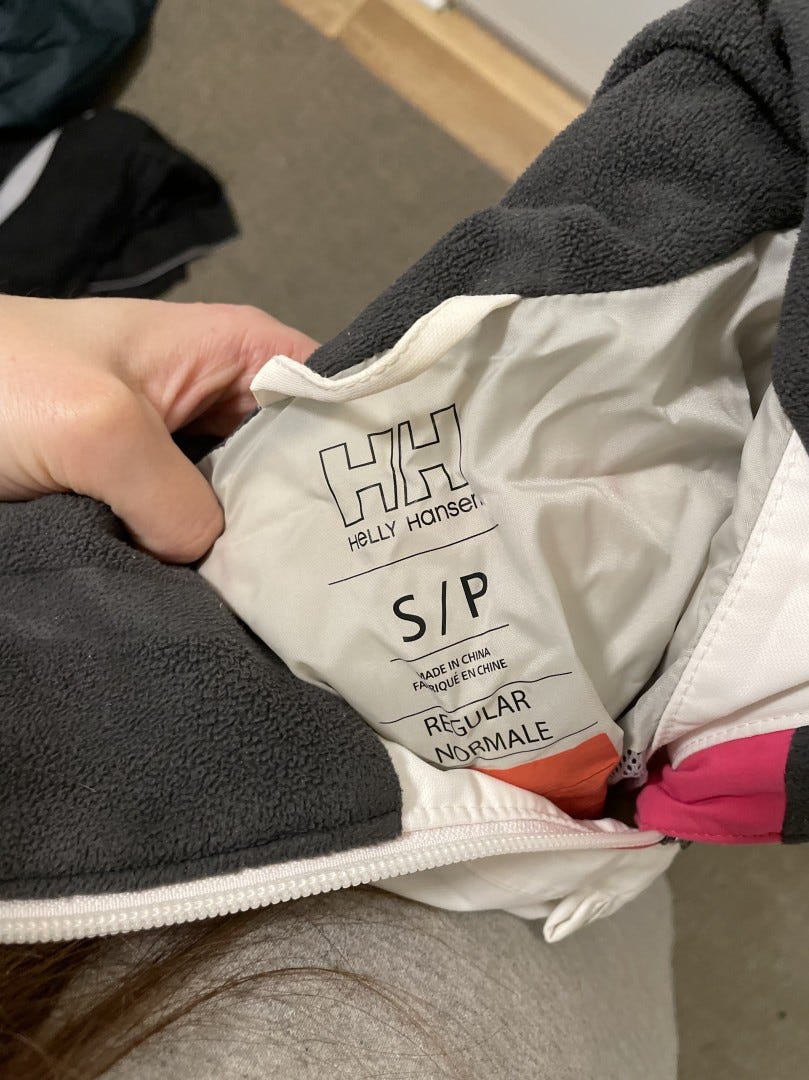 HH
HELLY HANSEN
S / P
MADE IN CHINA
FABRIQUÉ EN CHINE
REGULAR
NORMALE